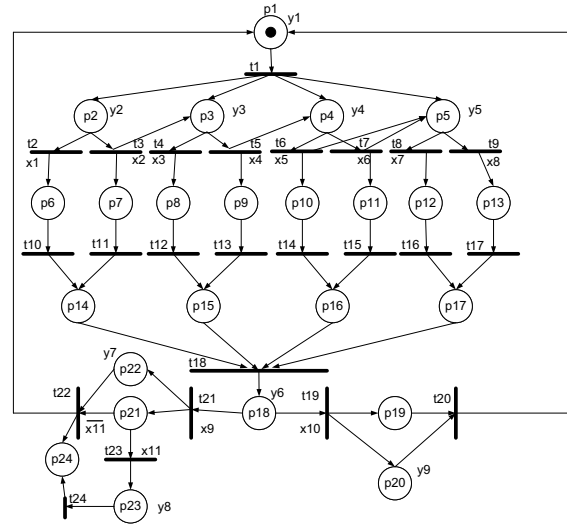 p1 y1
t1
p2 y2 p3 y3 p4 y4 p5 y5
t2 t3 t4 t5 t6 t7 t8 t9
x1 x2 x3 x4 x5 x6 x7 x8
p6 p7 p8 p9 p10 p11 p12 p13
t10 t11 t12 t13 t14 t15 t16 t17
p14 p15 p16 p17
t18
y7 p22 y6
t22 t21 t19 t20
p21 p18 p19
x11 x9 x10
t23 x11
p24 y9
p20
t24 p23 y8